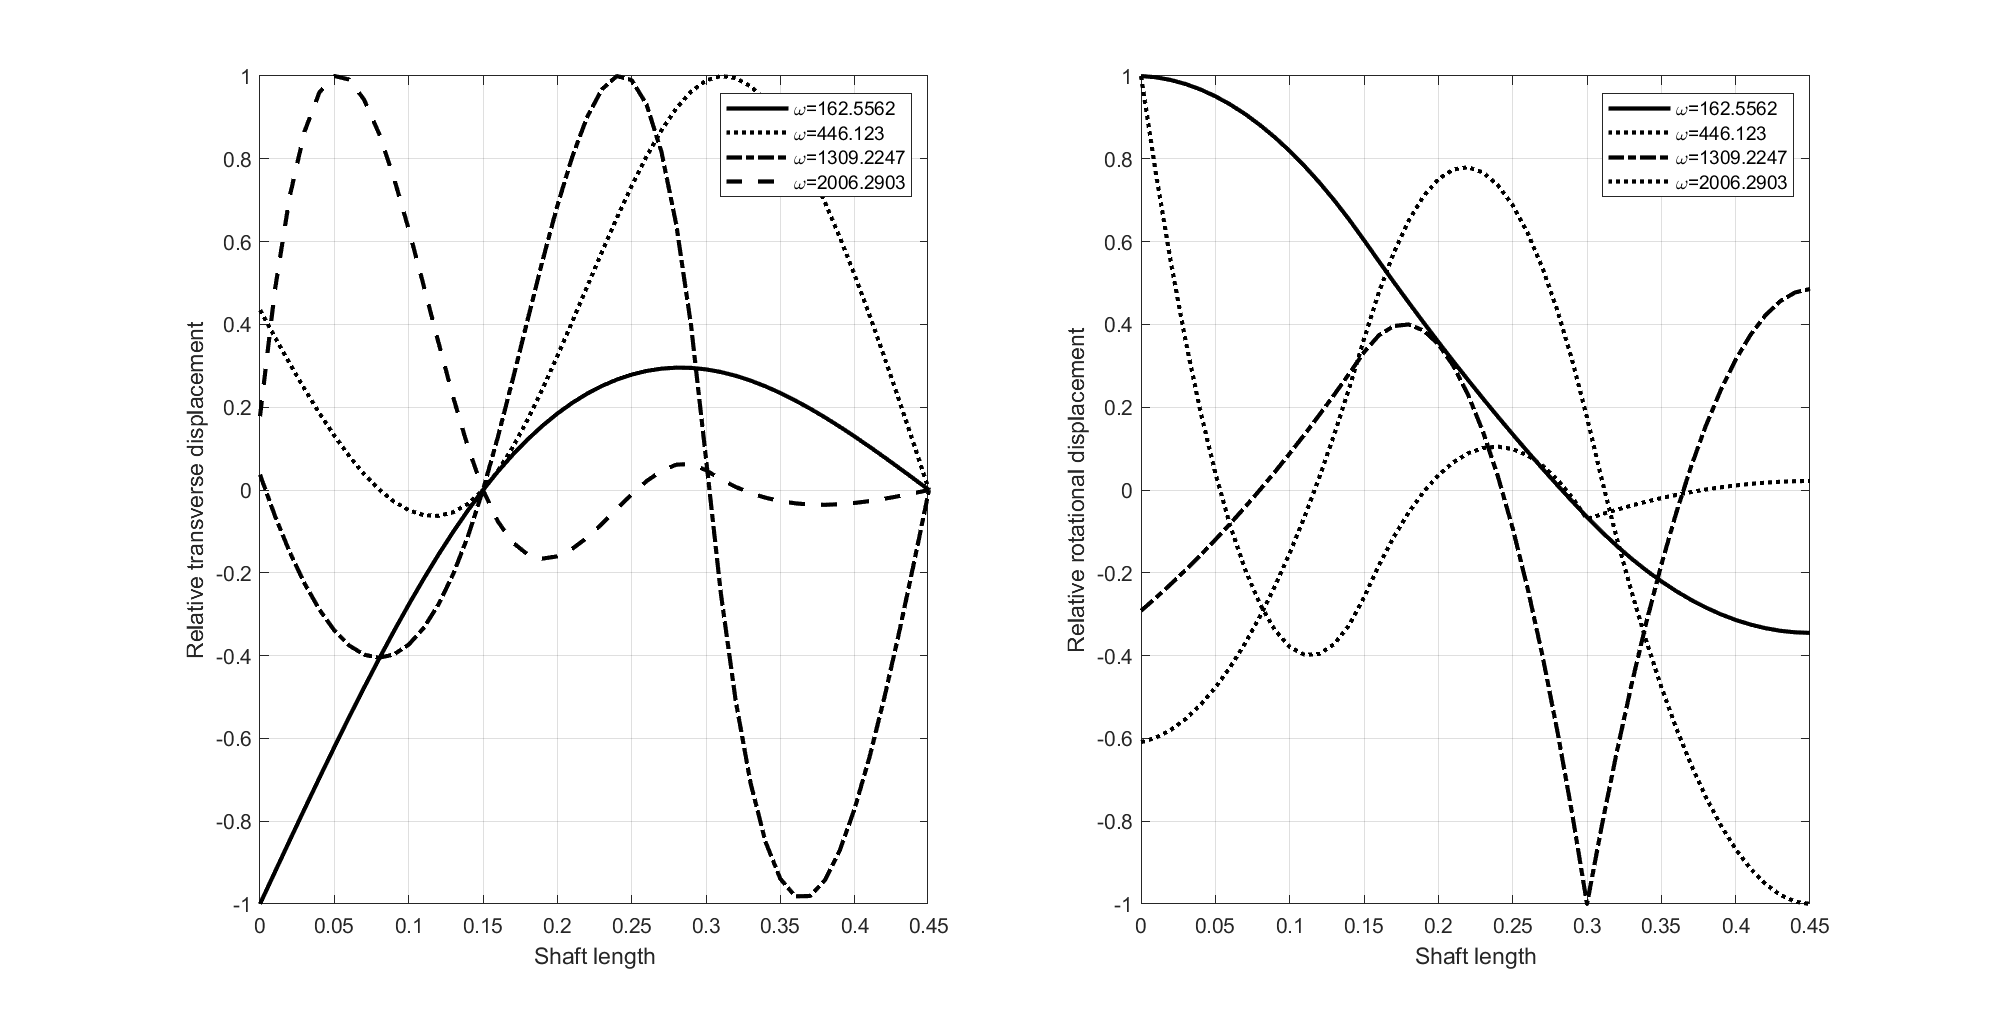 1
0.8
0.6
0.4
0.2
0
-0.2
-0.4
-0.6
-0.8
-1
0 0.05 0.1 0.15 0.2 0.25 0.3 0.35 0.4 0.45
Shaft length
Relative transverse displacement
ω=162.5562
ω=446.123
ω=1309.2247
ω=2006.2903
1
0.8
0.6
0.4
0.2
0
-0.2
-0.4
-0.6
-0.8
-1
0 0.05 0.1 0.15 0.2 0.25 0.3 0.35 0.4 0.45
Shaft length
Relative rotational displacement
ω=162.5562
ω=446.123
ω=1309.2247
ω=2006.2903